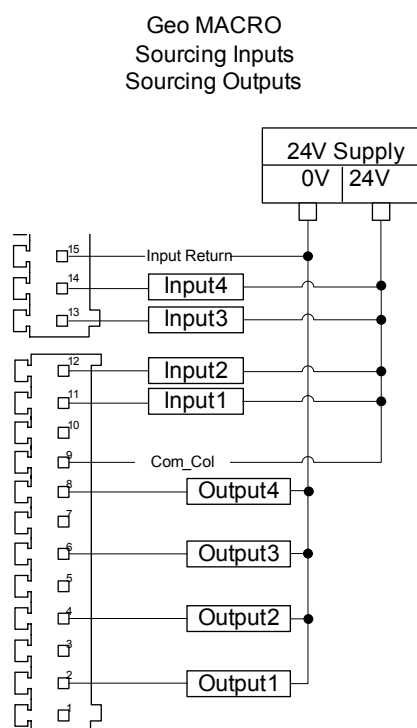 Geo MACRO
Sourcing Inputs
Sourcing Outputs
24V Supply
0V 24V
15 Input Return
14 Input4
13 Input3
12 Input2
11 Input1
10
9 Com_Col
8 Output4
7
6 Output3
5
4 Output2
3
2 Output1
1